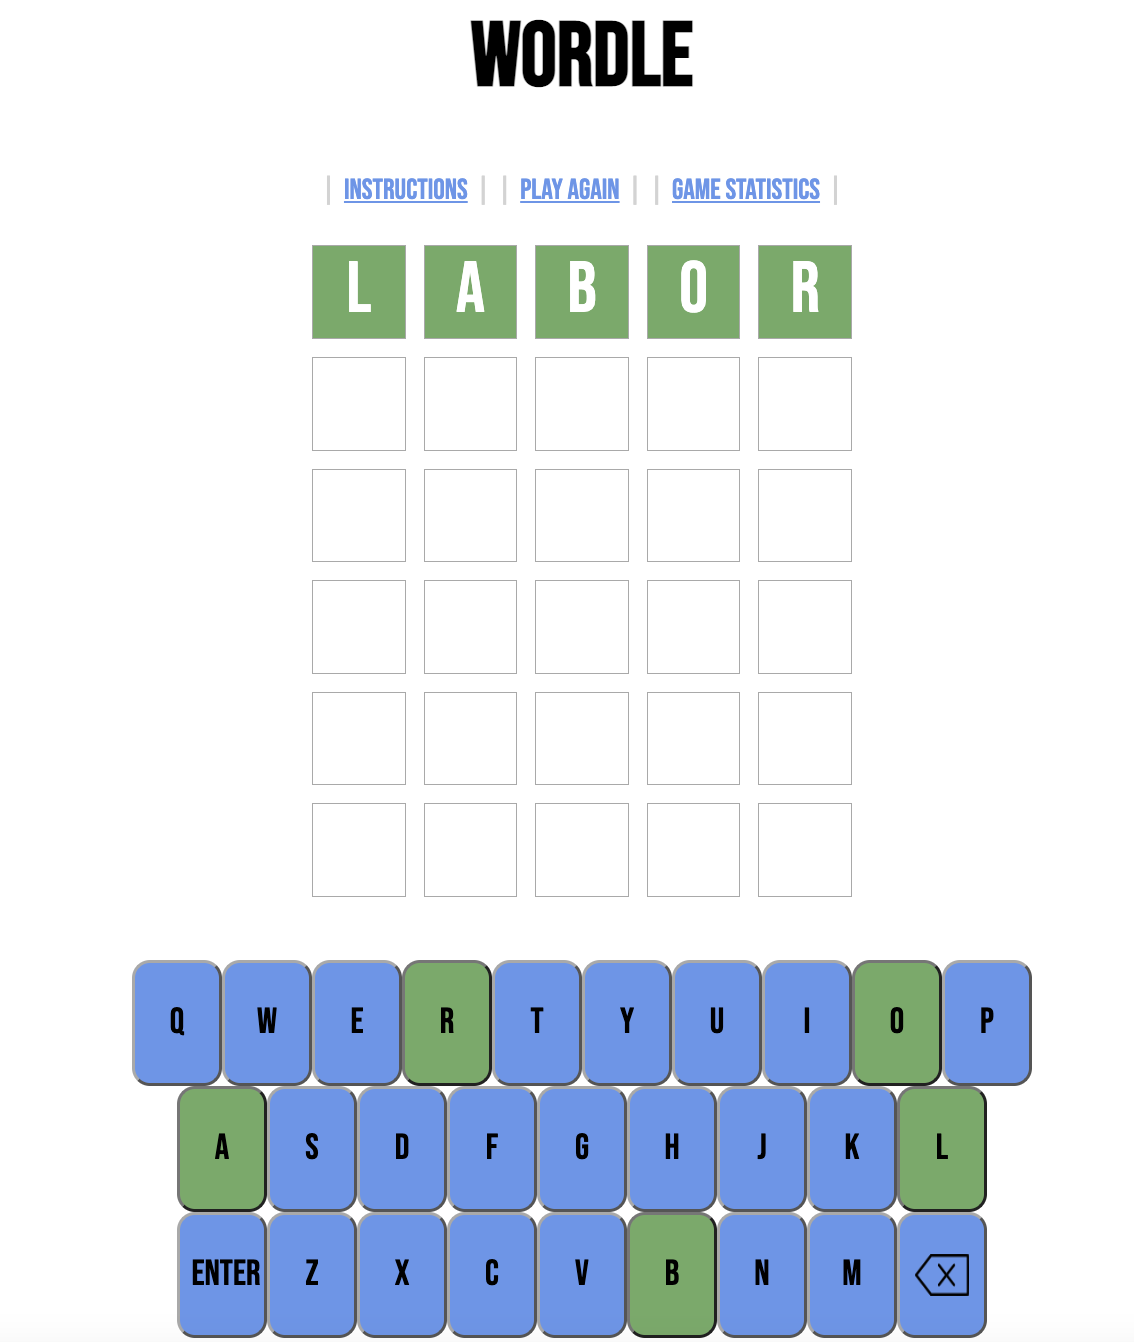 WORDLE
| INSTRUCTIONS | | PLAY AGAIN | | GAME STATISTICS |
L A B O R
Q W E R T Y U I O P
A S D F G H J K L
ENTER Z X C V B N M